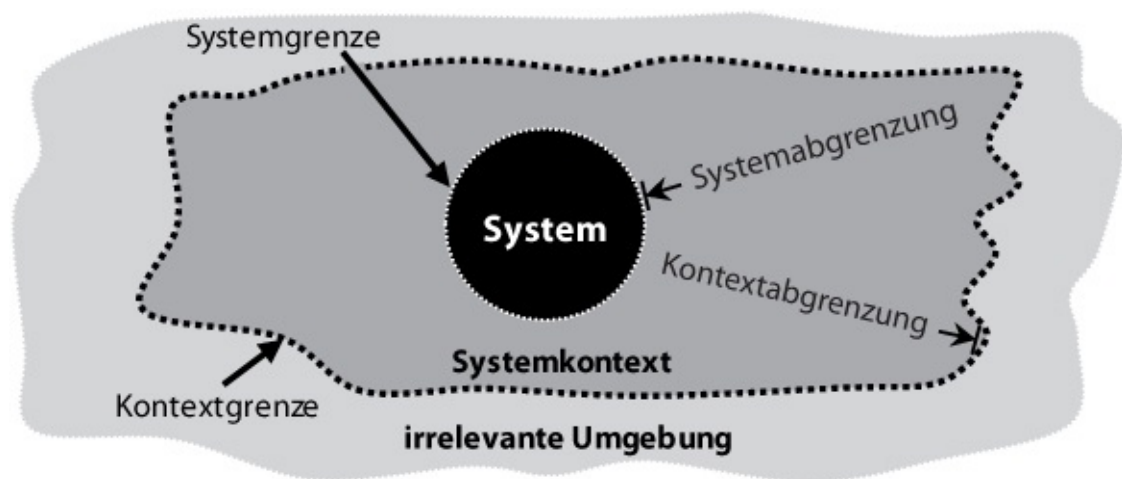 Systemgrenze
Systemabgrenzung
System
Kontextabgrenzung
Systemkontext
Kontextgrenze
irrelevante Umgebung